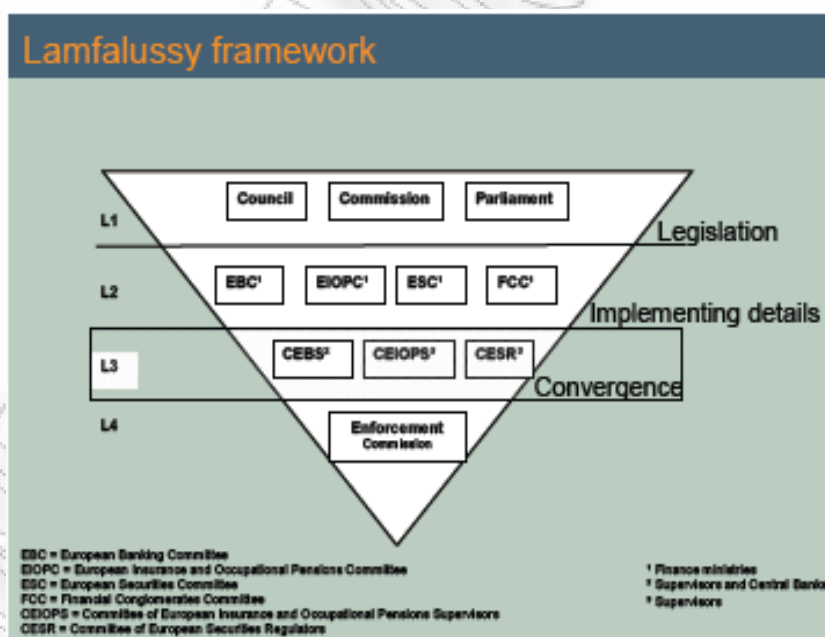 Lamfalussy framework
Council Commission Parliament
L1
Legislation
EBC¹ EIOPC¹ ESC¹ FCC¹
L2
Implementing details
CEBS² CEIOPS³ CESR³
L3
Convergence
L4
Enforcement
Commission
EBC = European Banking Committee
EIOPC = European Insurance and Occupational Pensions Committee
ESC = European Securities Committee
FCC = Financial Conglomerates Committee
CEIOPS = Committee of European Insurance and Occupational Pensions Supervisors
CESR = Committee of European Securities Regulators
¹ Finance ministries
² Supervisors and Central Banks
³ Supervisors